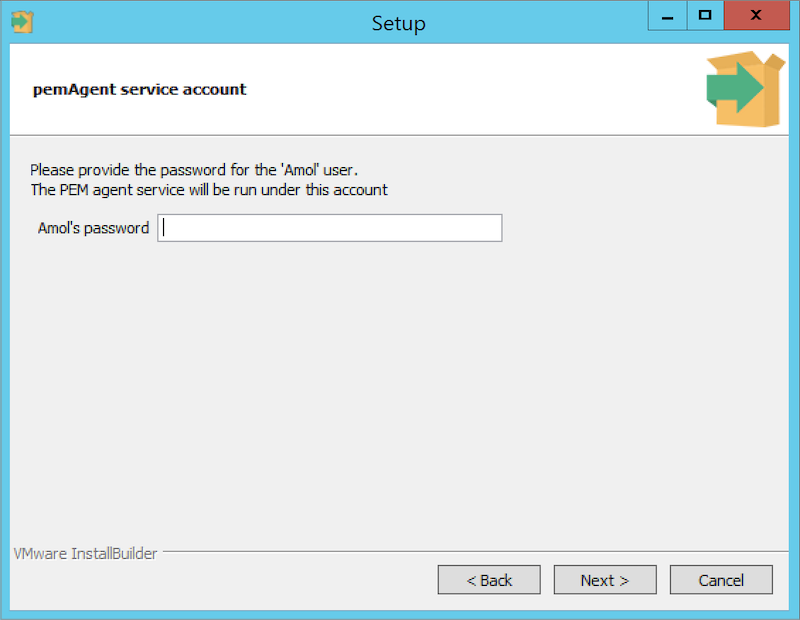 Setup
pemAgent service account
Please provide the password for the 'Amol' user.
The PEM agent service will be run under this account
Amol's password
VMware InstallBuilder
< Back
Next >
Cancel